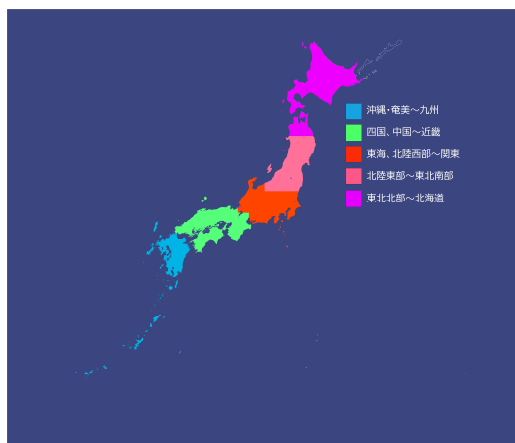 沖縄・奄美～九州
四国、中国～近畿
東海、北陸西部～関東
北陸東部～東北南部
東北北部～北海道